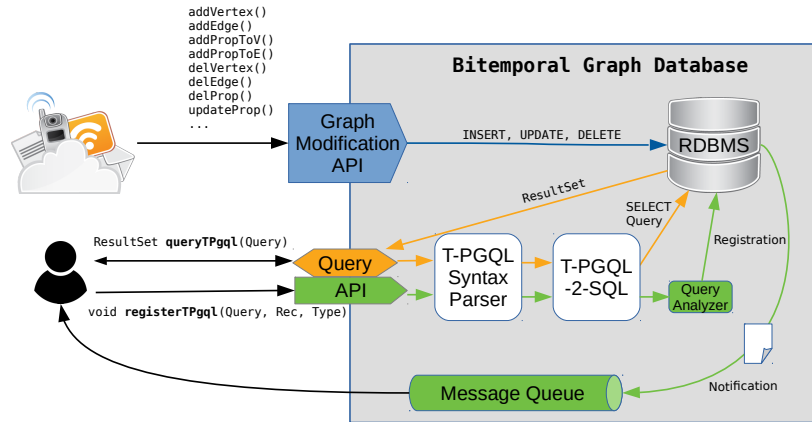 addVertex()
addEdge()
addPropToV()
addPropToE()
delVertex()
delEdge()
delProp()
updateProp()
...
Bitemporal Graph Database
Graph
Modification
API
INSERT, UPDATE, DELETE
RDBMS
ResultSet
SELECT
Query
Registration
ResultSet queryTPgql(Query)
Query
API
T-PGQL
Syntax
Parser
T-PGQL
-2-SQL
Query
Analyzer
void registerTPgql(Query, Rec, Type)
Message Queue
Notification